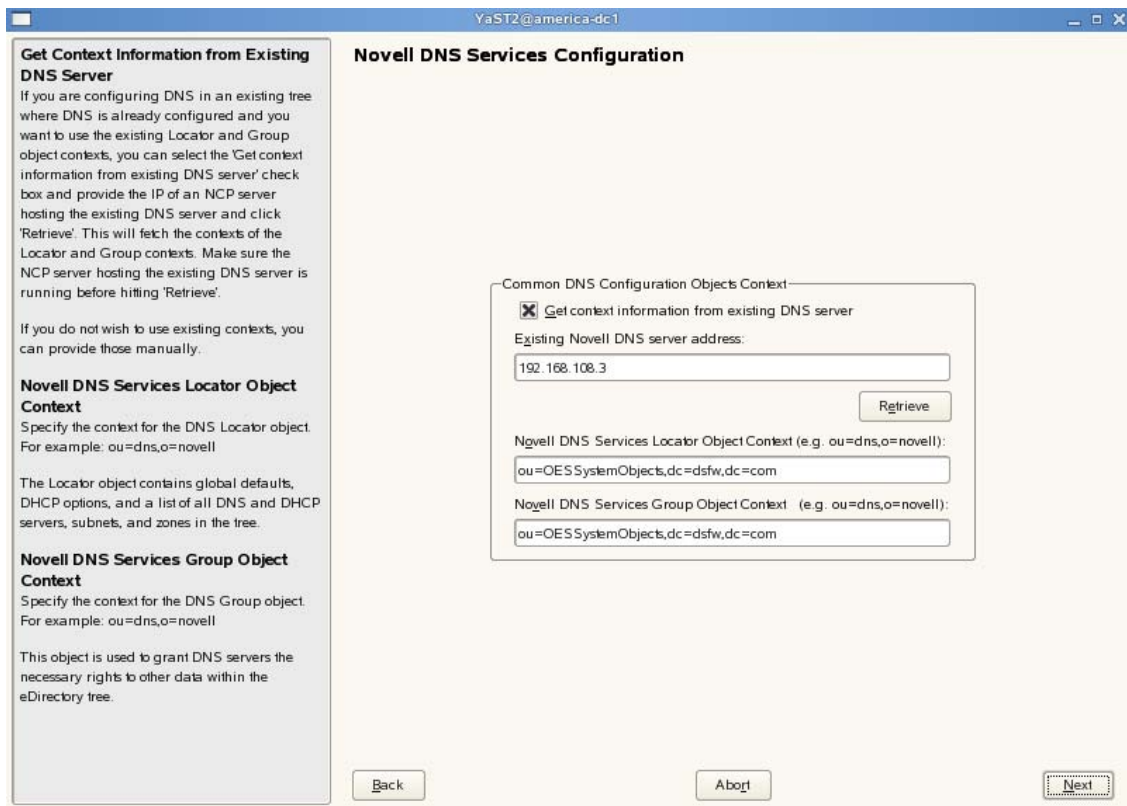 YaST2@america-dc1
Get Context Information from Existing
DNS Server
If you are configuring DNS in an existing tree
where DNS is already configured and you
want to use the existing Locator and Group
object contexts, you can select the 'Get context
information from existing DNS server' check
box and provide the IP of an NCP server
hosting the existing DNS server and click
'Retrieve'. This will fetch the contexts of the
Locator and Group contexts. Make sure the
NCP server hosting the existing DNS server is
running before hitting 'Retrieve'.
If you do not wish to use existing contexts, you
can provide those manually.
Novell DNS Services Locator Object
Context
Specify the context for the DNS Locator object.
For example: ou=dns,o=novell
The Locator object contains global defaults,
DHCP options, and a list of all DNS and DHCP
servers, subnets, and zones in the tree.
Novell DNS Services Group Object
Context
Specify the context for the DNS Group object.
For example: ou=dns,o=novell
This object is used to grant DNS servers the
necessary rights to other data within the
eDirectory tree.
Novell DNS Services Configuration
Common DNS Configuration Objects Context
Get context information from existing DNS server
Existing Novell DNS server address:
192.168.108.3
Retrieve
Novell DNS Services Locator Object Context (e.g. ou=dns,o=novell):
ou=OESSystemObjects,dc=dsfw,dc=com
Novell DNS Services Group Object Context (e.g. ou=dns,o=novell):
ou=OESSystemObjects,dc=dsfw,dc=com
Back
Abort
Next